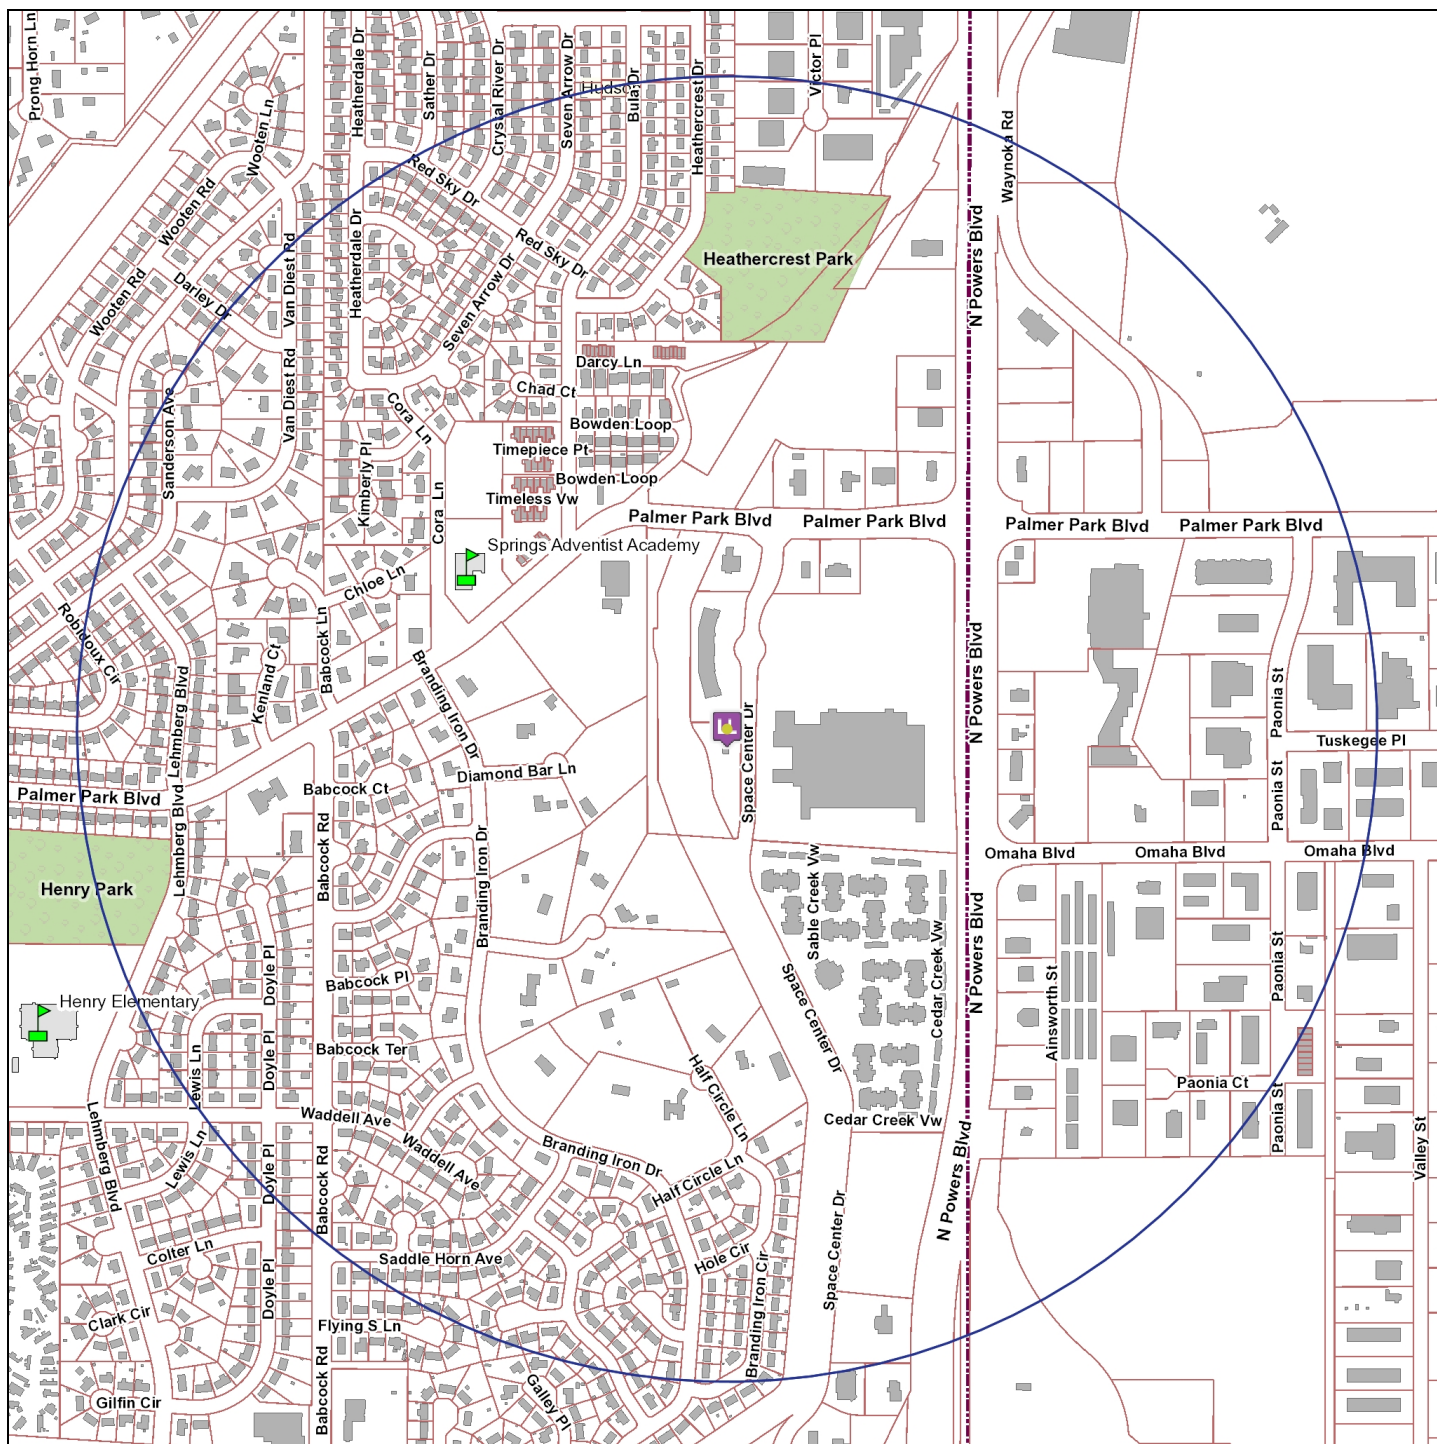 Prong Horn Ln
Heatherdale Dr
Sather Dr
Crystal River Dr
Seven Arrow Dr
Bula Dr
Heathercrest Dr
Victor Pl
Wooten Ln
Waynoka Rd
Red Sky Dr
Wooten Rd
Red Sky Dr
Heathercrest Park
N Powers Blvd
Van Diest Rd
Heatherdale Dr
Darley Dr
Wooten Rd
Seven Arrow Dr
Darcy Ln
Chad Ct
Van Diest Rd
Sanderson Ave
Cora Ln
Bowden Loop
Timepiece Pt
Kimberly Pl
Bowden Loop
Timeless Vw
Cora Ln
Palmer Park Blvd
Palmer Park Blvd
Palmer Park Blvd
Palmer Park Blvd
Springs Adventist Academy
Chloe Ln
Robidoux Cir
Babcock Ln
Kenland Ct
Branding Iron Dr
N Powers Blvd
Paonia St
Lehmberg Blvd
Space Center Dr
Tuskegee Pl
Diamond Bar Ln
Babcock Ct
Palmer Park Blvd
Paonia St
Lehmberg Blvd
Babcock Rd
Branding Iron Dr
Omaha Blvd
Omaha Blvd
Omaha Blvd
Henry Park
Sable Creek Vw
Cedar Creek Vw
N Powers Blvd
Doyle Pl
Babcock Pl
Space Center Dr
Paonia St
Ainsworth St
Henry Elementary
Babcock Ter
Doyle Pl
Lewis Ln
Half Circle Ln
Paonia Ct
Paonia St
Waddell Ave
Cedar Creek Vw
Lehmberg Blvd
Waddell Ave
Branding Iron Dr
Half Circle Ln
N Powers Blvd
Valley St
Lewis Ln
Doyle Pl
Babcock Rd
Colter Ln
Saddle Horn Ave
Hole Cir
Space Center Dr
Doyle Pl
Clark Cir
Flying S Ln
Branding Iron Cir
Babcock Rd
Galley Pl
Gilfin Cir